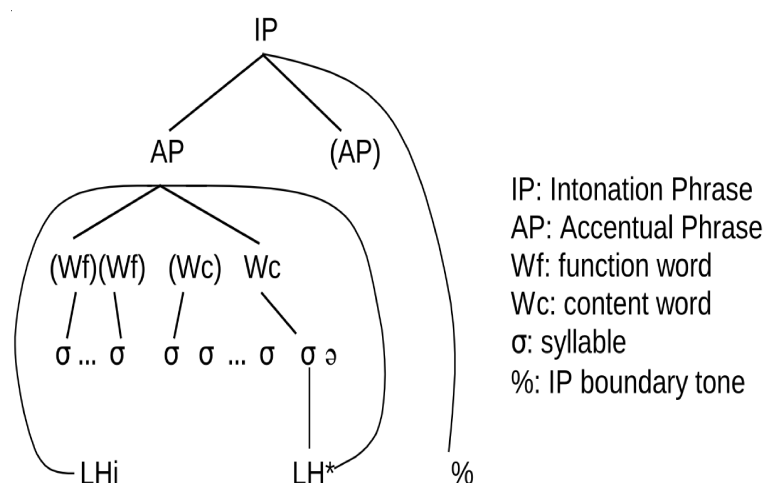 IP
AP (AP)
(Wf)(Wf) (Wc) Wc
σ ... σ σ σ ... σ σ ə
LHi LH* %
IP: Intonation Phrase
AP: Accentual Phrase
Wf: function word
Wc: content word
σ: syllable
%: IP boundary tone